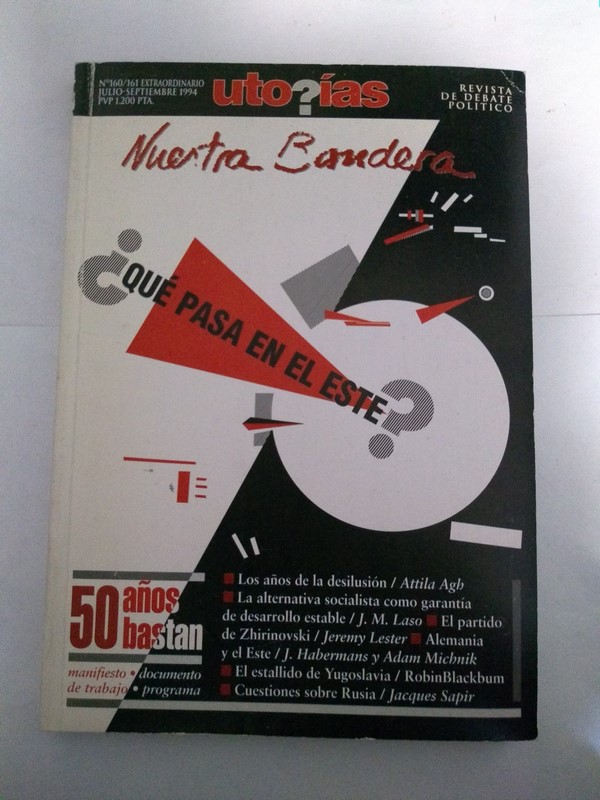 Nº160/161 EXTRAORDINARIO
JULIO-SEPTIEMBRE 1994
PVP 1.200 PTA.
uto?ías
REVISTA
DE DEBATE
POLITICO
Nuestra Bandera
¿QUÉ PASA EN EL ESTE?
50 años
bastan
manifiesto • documento
de trabajo • programa
Los años de la desilusión / Attila Agh
La alternativa socialista como garantía
de desarrollo estable / J. M. Laso ■ El partido
de Zhirinovski / Jeremy Lester ■ Alemania
y el Este / J. Habermans y Adam Michnik
El estallido de Yugoslavia / RobinBlackbum
Cuestiones sobre Rusia / Jacques Sapir